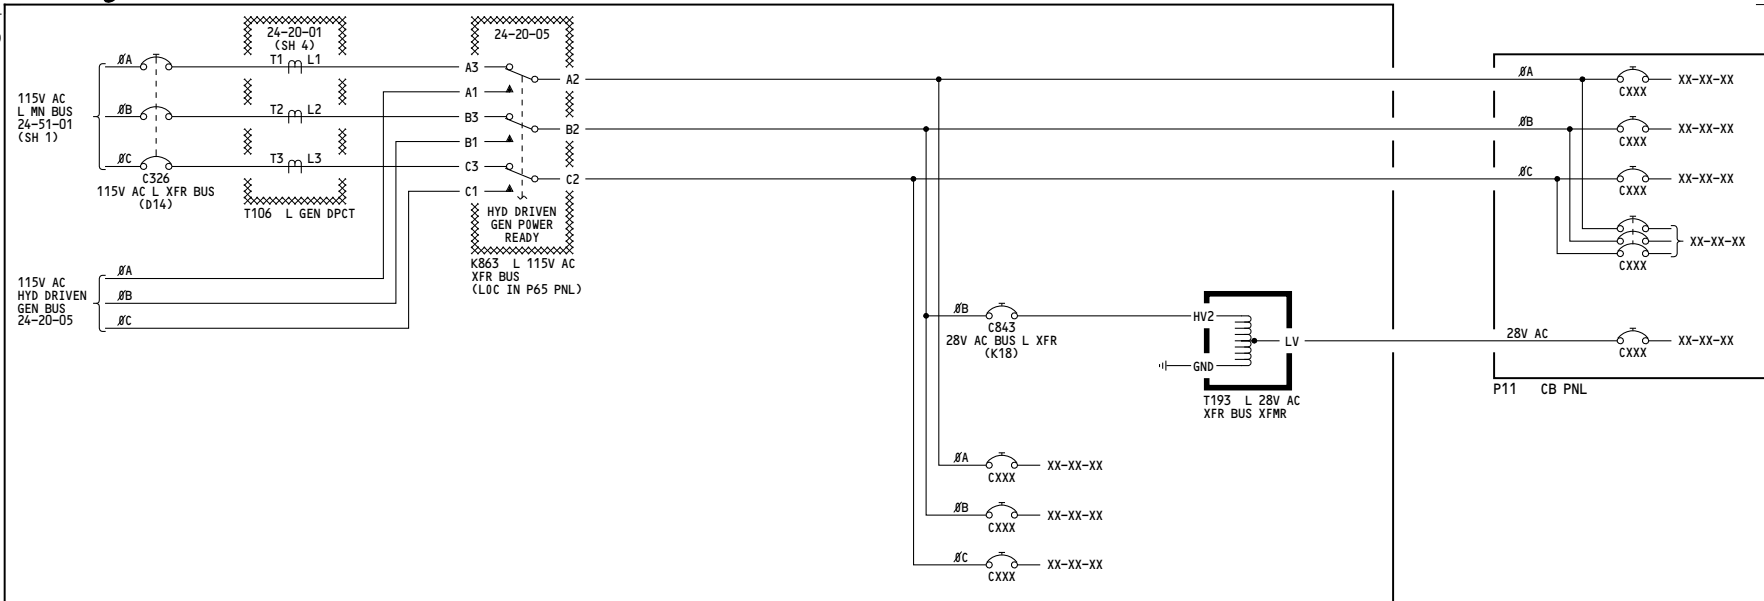 24-20-01
(SH 4)
24-20-05
ØA
T1 L1
A3
A2
A1
115V AC
L MN BUS
24-51-01
(SH 1)
ØB
T2 L2
B3
B2
B1
ØC
T3 L3
C3
C2
C1
C326
115V AC L XFR BUS
(D14)
T106 L GEN DPCT
HYD DRIVEN
GEN POWER
READY
K863 L 115V AC
XFR BUS
(LOC IN P65 PNL)
115V AC
HYD DRIVEN
GEN BUS
24-20-05
ØA
ØB
ØC
ØB
C843
28V AC BUS L XFR
(K18)
HV2
LV
GND
T193 L 28V AC
XFR BUS XFMR
ØA
CXXX
XX-XX-XX
ØB
CXXX
XX-XX-XX
ØC
CXXX
XX-XX-XX
ØA
CXXX
XX-XX-XX
ØB
CXXX
XX-XX-XX
ØC
CXXX
XX-XX-XX
CXXX
XX-XX-XX
28V AC
CXXX
XX-XX-XX
P11 CB PNL